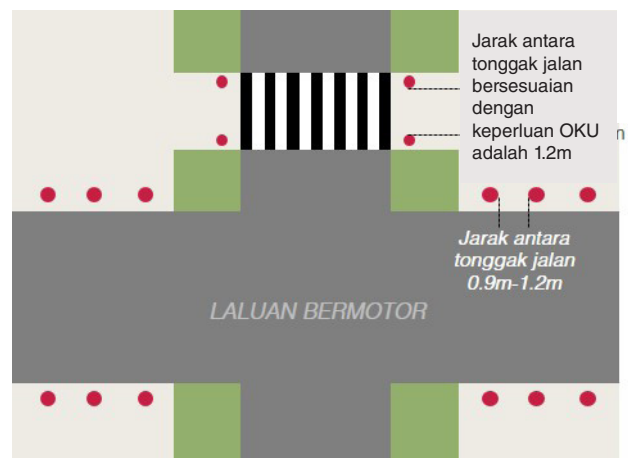 Jarak antara
tonggak jalan
bersesuaian
dengan
keperluan OKU
adalah 1.2m
Jarak antara
tonggak jalan
0.9m-1.2m
LALUAN BERMOTOR